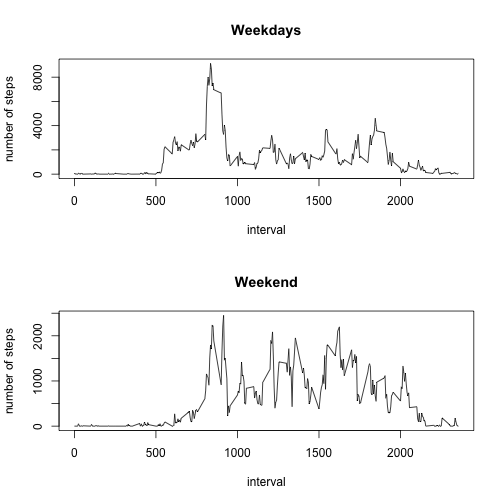 Weekdays
number of steps
8000
4000
0
0 500 1000 1500 2000
interval
Weekend
number of steps
2000
1000
0
0 500 1000 1500 2000
interval